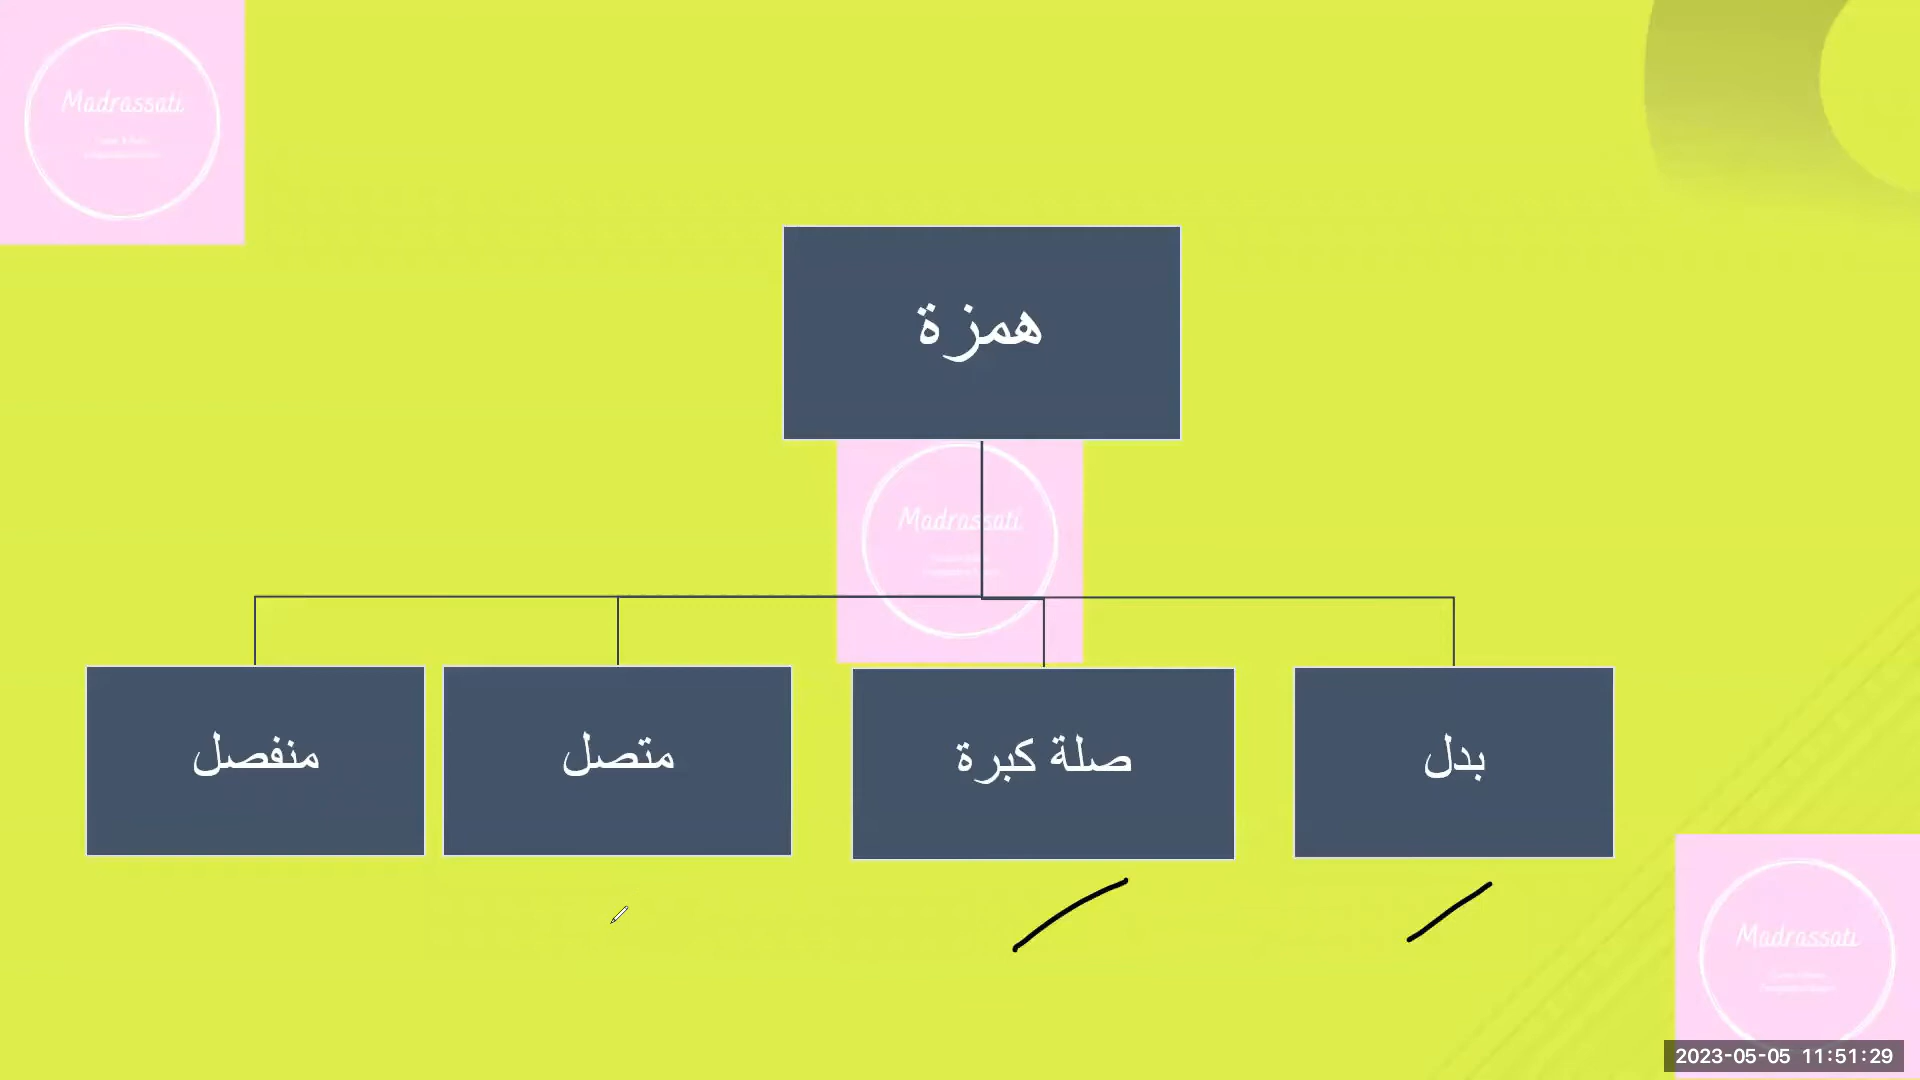 Madrassati
همزة
Madrassati
بدل
صلة كبرة
متصل
منفصل
Madrassati
2023-05-05 11:51:29